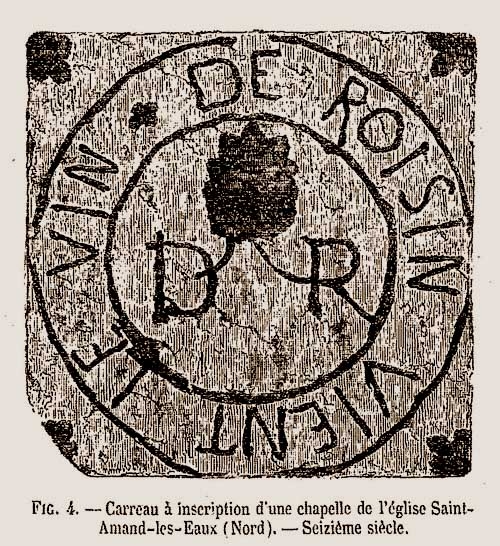 DE ROISIN VIENT LE VIN
D R
FIG. 4. — Carreau à inscription d'une chapelle de l'église Saint-
Amand-les-Eaux (Nord). — Seizième siècle.